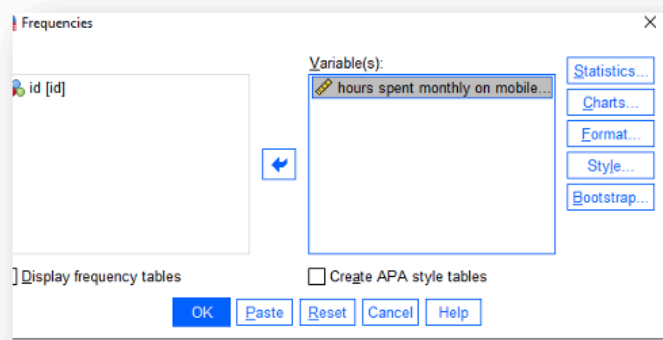 Frequencies
Variable(s):
id [id]
hours spent monthly on mobile...
Statistics...
Charts...
Format...
Style...
Bootstrap...
Display frequency tables
Create APA style tables
OK
Paste
Reset
Cancel
Help